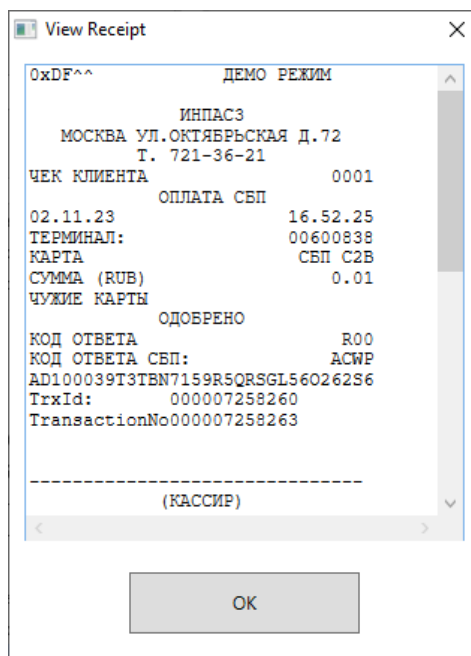 View Receipt
0xDF^^ ДЕМО РЕЖИМ
ИНПАС3
МОСКВА УЛ.ОКТЯБРЬСКАЯ Д.72
Т. 721-36-21
ЧЕК КЛИЕНТА 0001
ОПЛАТА СБП
02.11.23 16.52.25
ТЕРМИНАЛ: 00600838
КАРТА СБП C2B
СУММА (RUB) 0.01
ЧУЖИЕ КАРТЫ
ОДОБРЕНО
КОД ОТВЕТА R00
КОД ОТВЕТА СБП: ACWP
AD100039T3TBN7159R5QRSGL56O262S6
TrxId: 000007258260
TransactionNo000007258263
-------------------------------
(КАССИР)
OK